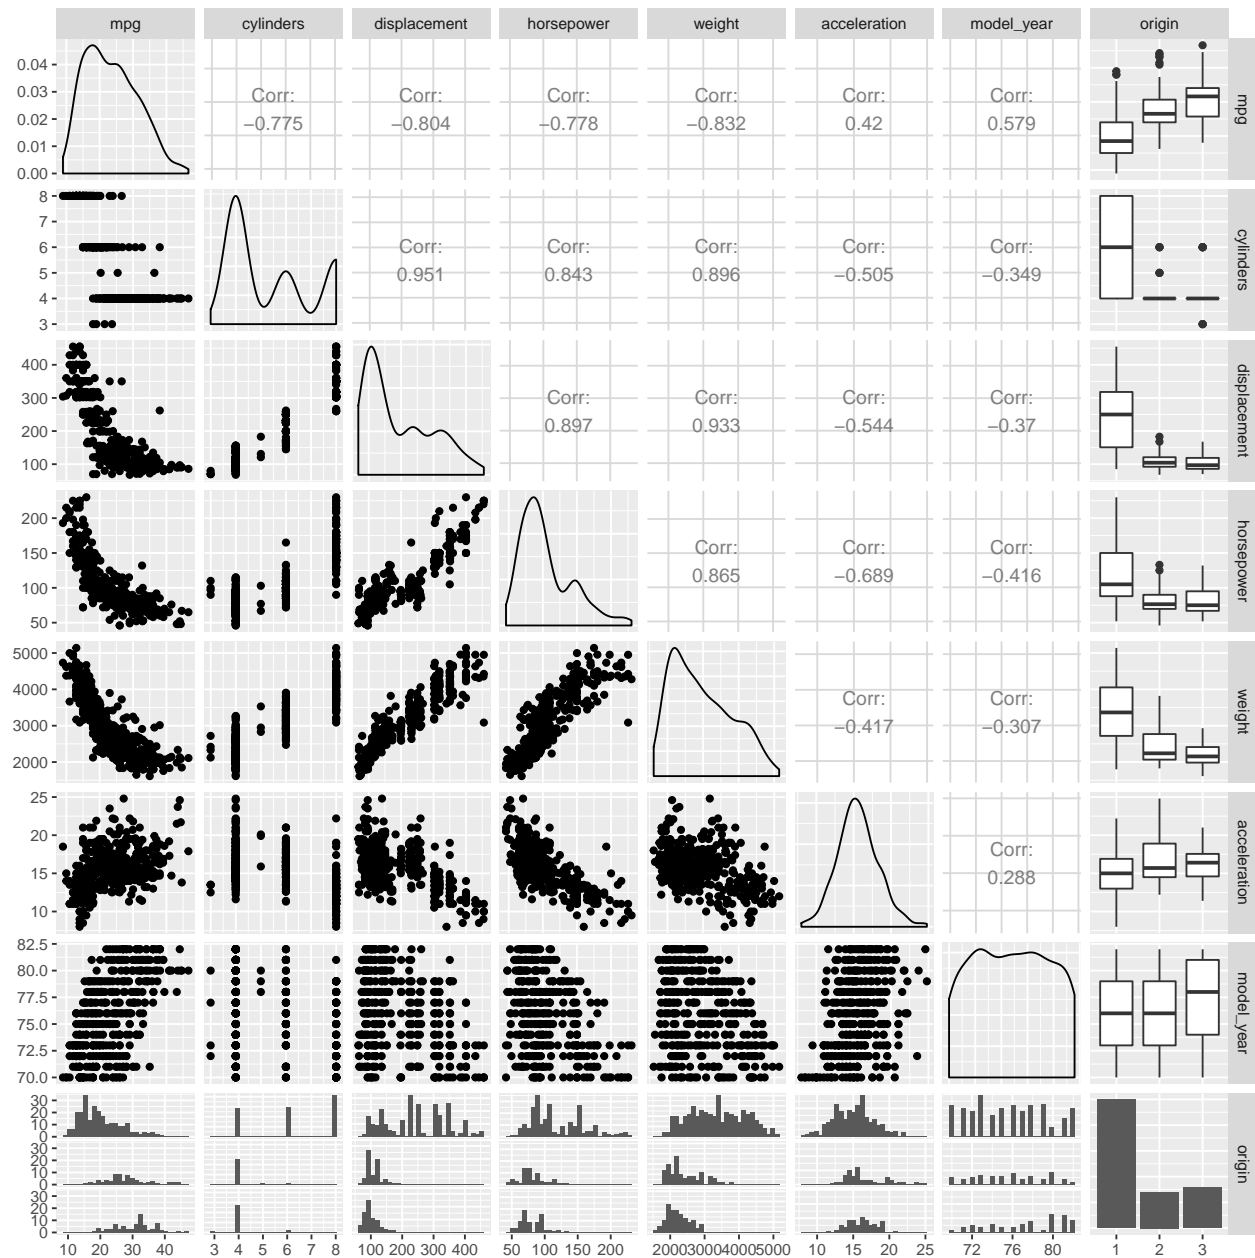 mpg cylinders displacement horsepower weight acceleration model_year origin
0.04
0.03
0.02
0.01
0.00
Corr:
−0.775
Corr:
−0.804
Corr:
−0.778
Corr:
−0.832
Corr:
0.42
Corr:
0.579
mpg
8
7
6
5
4
3
Corr:
0.951
Corr:
0.843
Corr:
0.896
Corr:
−0.505
Corr:
−0.349
cylinders
400
300
200
100
Corr:
0.897
Corr:
0.933
Corr:
−0.544
Corr:
−0.37
displacement
200
150
100
50
Corr:
0.865
Corr:
−0.689
Corr:
−0.416
horsepower
5000
4000
3000
2000
Corr:
−0.417
Corr:
−0.307
weight
25
20
15
10
Corr:
0.288
acceleration
82.5
80.0
77.5
75.0
72.5
70.0
model_year
30
20
10
0
30
20
10
0
30
20
10
0
origin
10 20 30 40 3 4 5 6 7 8 100 200 300 400 50 100 150 200 2000 3000 4000 5000 10 15 20 25 72 76 80 1 2 3